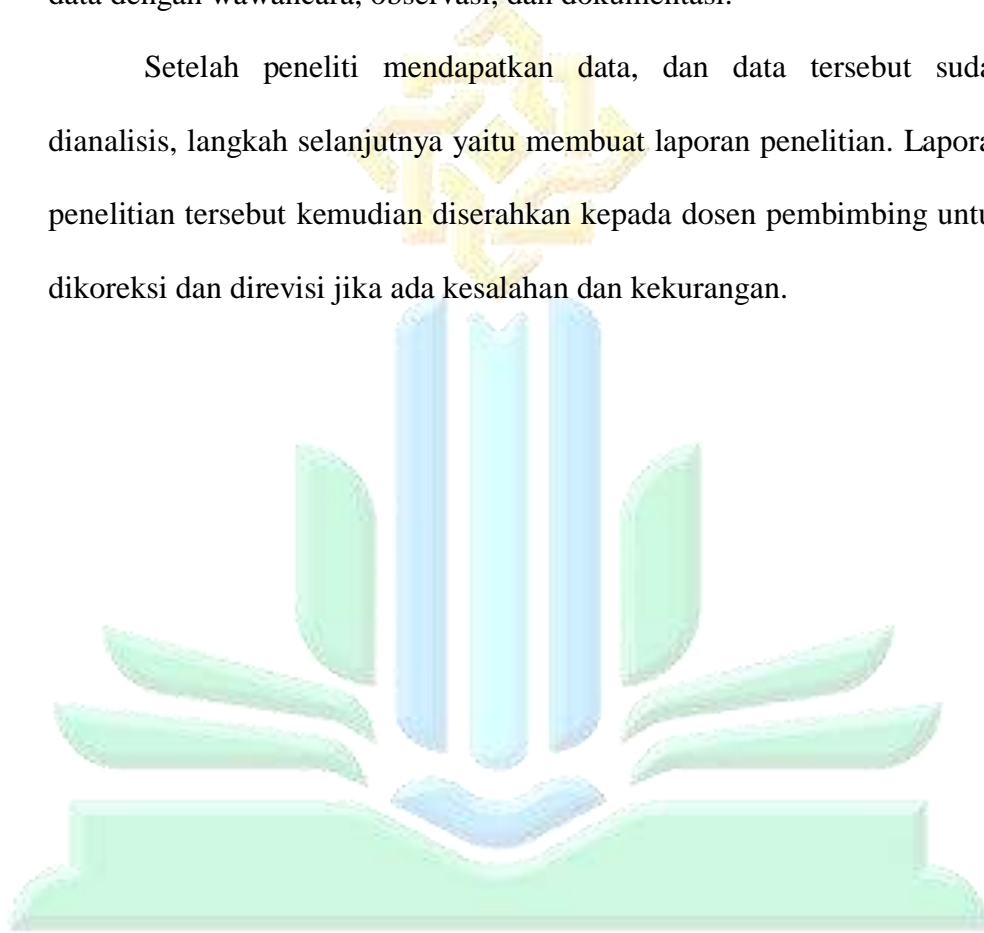 data dengan wawancara, observasi, dan dokumentasi.
Setelah peneliti mendapatkan data, dan data tersebut suda
dianalisis, langkah selanjutnya yaitu membuat laporan penelitian. Lapora
penelitian tersebut kemudian diserahkan kepada dosen pembimbing untu
dikoreksi dan direvisi jika ada kesalahan dan kekurangan.